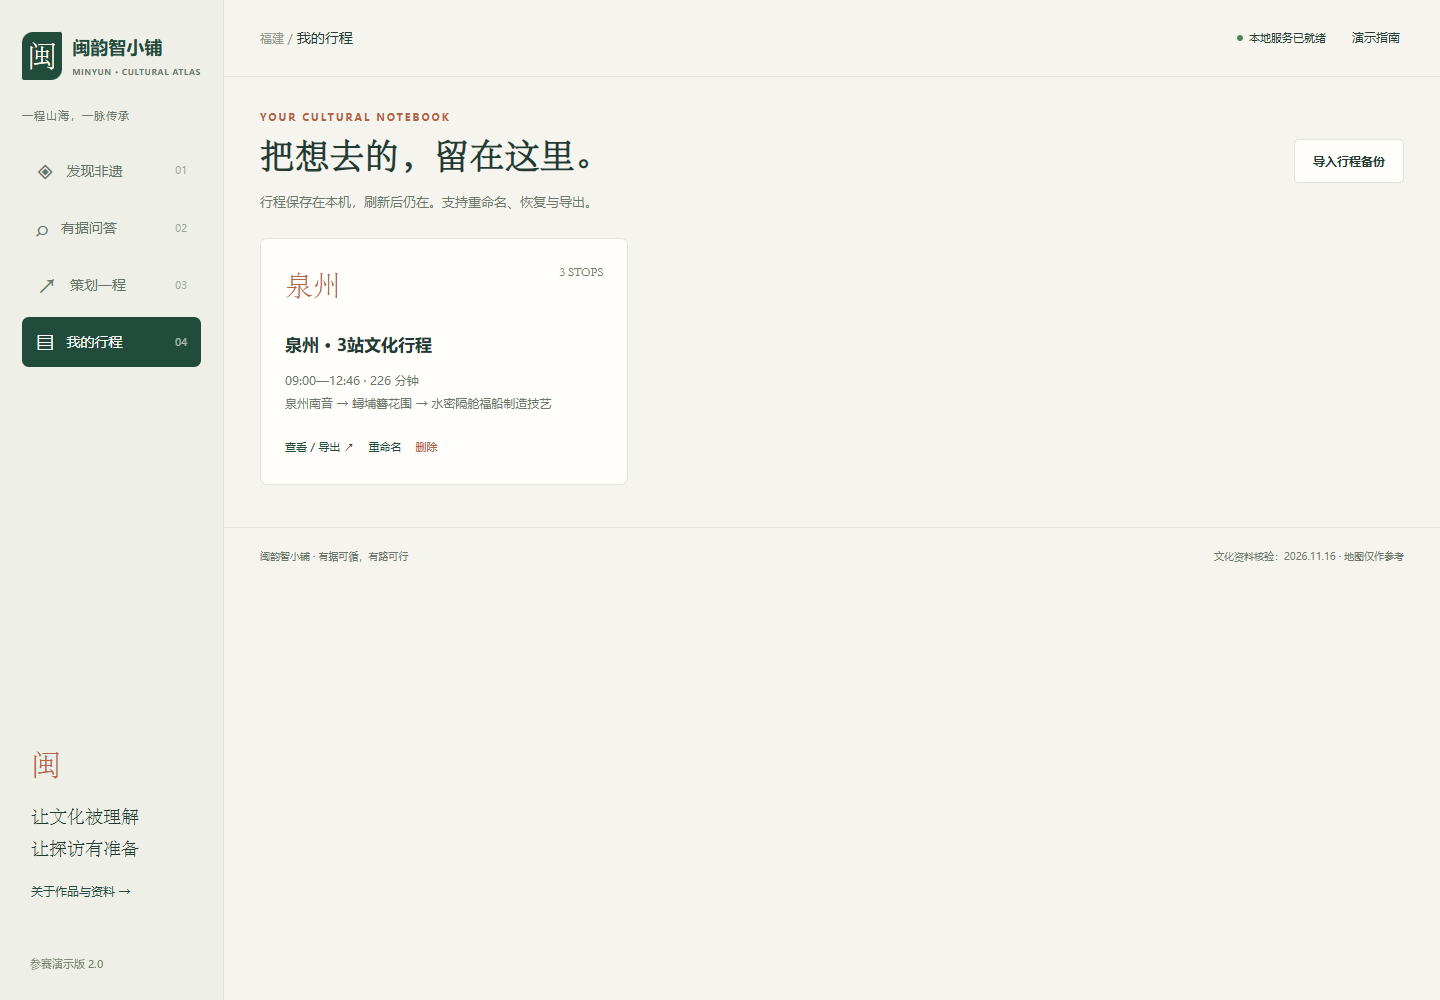 闽
闽韵智小铺
MINYUN • CULTURAL ATLAS
一程山海，一脉传承
发现非遗 01
有据问答 02
策划一程 03
我的行程 04
闽
让文化被理解
让探访有准备
关于作品与资料 →
参赛演示版 2.0
福建 / 我的行程
本地服务已就绪
演示指南
YOUR CULTURAL NOTEBOOK
把想去的，留在这里。
行程保存在本机，刷新后仍在。支持重命名、恢复与导出。
导入行程备份
泉州
3 STOPS
泉州・3站文化行程
09:00—12:46 · 226 分钟
泉州南音 → 蟳埔簪花围 → 水密隔舱福船制造技艺
查看 / 导出 ↗ 重命名 删除
闽韵智小铺 · 有据可循，有路可行
文化资料核验：2026.11.16 · 地图仅作参考